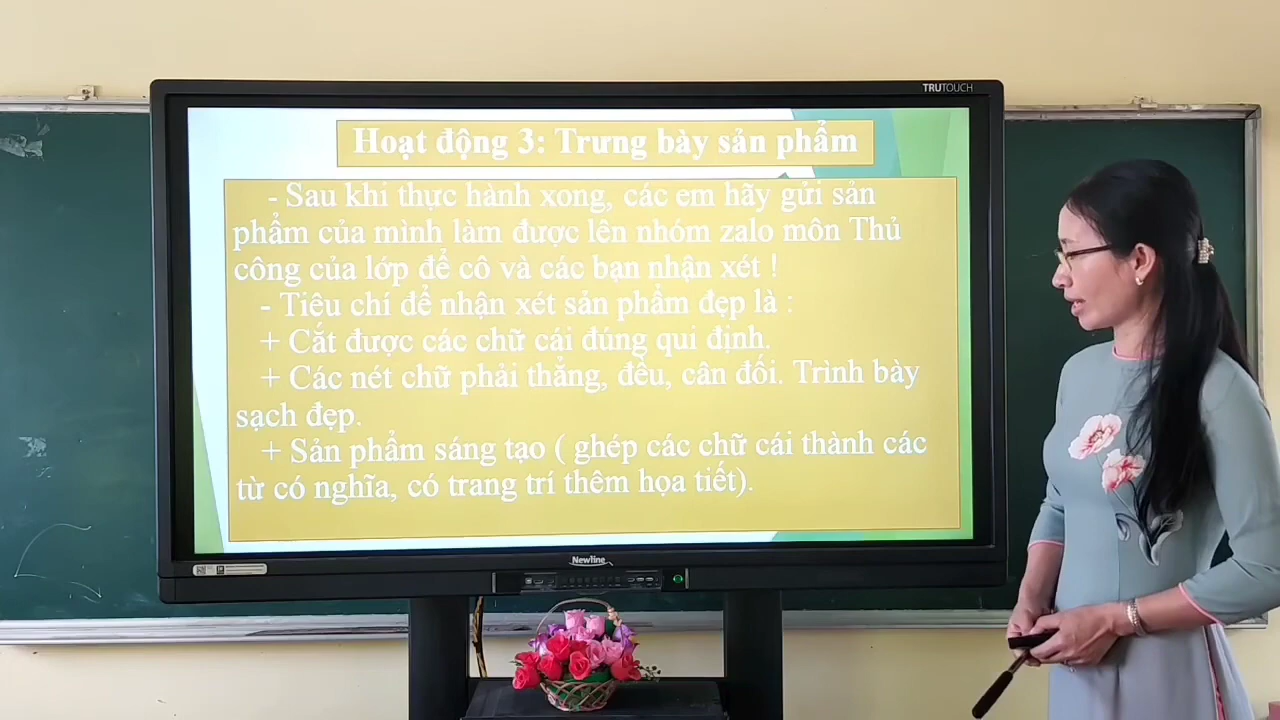 TRUTOUCH
Hoạt động 3: Trưng bày sản phẩm
- Sau khi thực hành xong, các em hãy gửi sản
phẩm của mình làm được lên nhóm zalo môn Thủ
công của lớp để cô và các bạn nhận xét !
- Tiêu chí để nhận xét sản phẩm đẹp là :
+ Cắt được các chữ cái đúng qui định.
+ Các nét chữ phải thẳng, đều, cân đối. Trình bày
sạch đẹp.
+ Sản phẩm sáng tạo ( ghép các chữ cái thành các
từ có nghĩa, có trang trí thêm họa tiết).
Newline